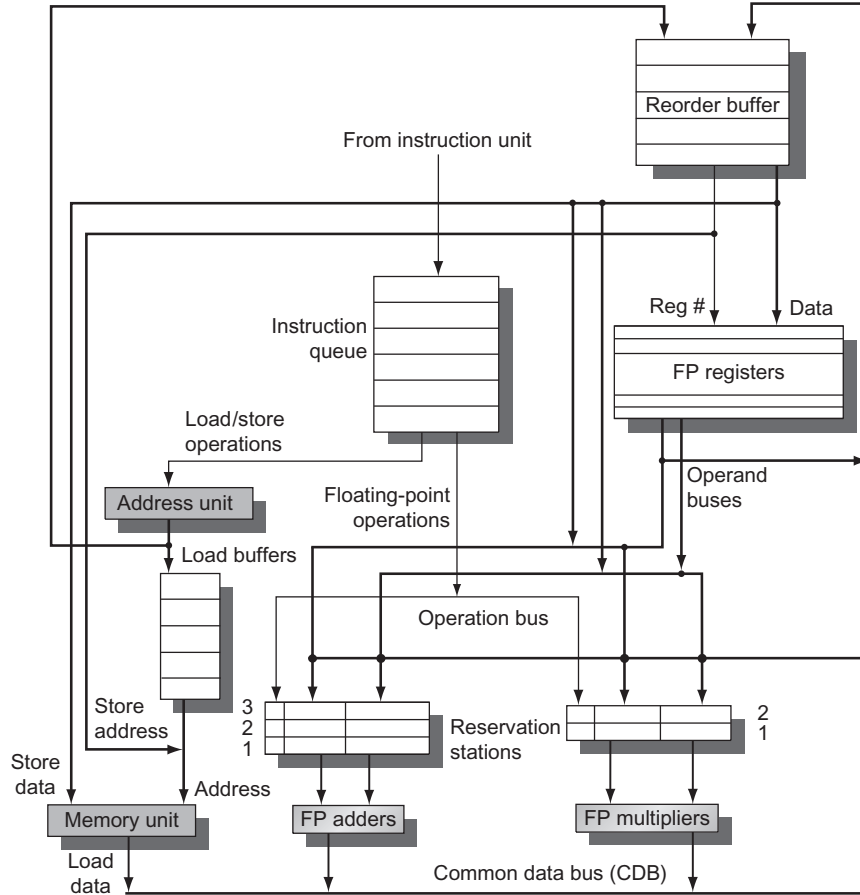 Reorder buffer
From instruction unit
Reg #
Data
Instruction
queue
FP registers
Load/store
operations
Operand
buses
Address unit
Floating-point
operations
Load buffers
Operation bus
3
2
1
Reservation
stations
2
1
Store
address
Store
data
Address
Memory unit
FP adders
FP multipliers
Load
data
Common data bus (CDB)